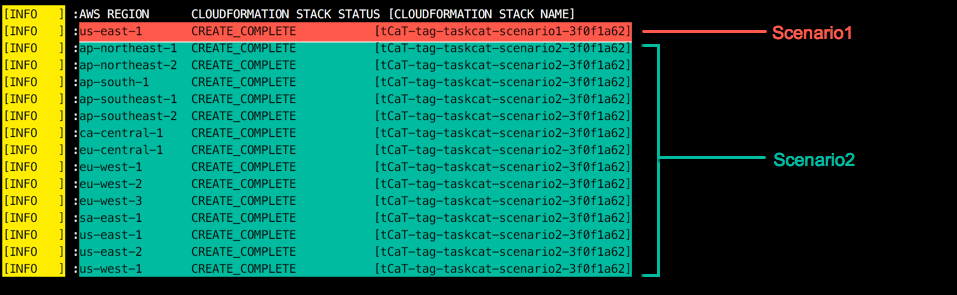 [INFO   ] :AWS REGION      CLOUDFORMATION STACK STATUS [CLOUDFORMATION STACK NAME]
[INFO   ] :us-east-1       CREATE_COMPLETE           [tCaT-tag-taskcat-scenario1-3f0f1a62] Scenario1
[INFO   ] :ap-northeast-1  CREATE_COMPLETE           [tCaT-tag-taskcat-scenario2-3f0f1a62]
[INFO   ] :ap-northeast-2  CREATE_COMPLETE           [tCaT-tag-taskcat-scenario2-3f0f1a62]
[INFO   ] :ap-south-1      CREATE_COMPLETE           [tCaT-tag-taskcat-scenario2-3f0f1a62]
[INFO   ] :ap-southeast-1  CREATE_COMPLETE           [tCaT-tag-taskcat-scenario2-3f0f1a62]
[INFO   ] :ap-southeast-2  CREATE_COMPLETE           [tCaT-tag-taskcat-scenario2-3f0f1a62]
[INFO   ] :ca-central-1    CREATE_COMPLETE           [tCaT-tag-taskcat-scenario2-3f0f1a62]
[INFO   ] :eu-central-1    CREATE_COMPLETE           [tCaT-tag-taskcat-scenario2-3f0f1a62]
[INFO   ] :eu-west-1       CREATE_COMPLETE           [tCaT-tag-taskcat-scenario2-3f0f1a62] Scenario2
[INFO   ] :eu-west-2       CREATE_COMPLETE           [tCaT-tag-taskcat-scenario2-3f0f1a62]
[INFO   ] :eu-west-3       CREATE_COMPLETE           [tCaT-tag-taskcat-scenario2-3f0f1a62]
[INFO   ] :sa-east-1       CREATE_COMPLETE           [tCaT-tag-taskcat-scenario2-3f0f1a62]
[INFO   ] :us-east-1       CREATE_COMPLETE           [tCaT-tag-taskcat-scenario2-3f0f1a62]
[INFO   ] :us-east-2       CREATE_COMPLETE           [tCaT-tag-taskcat-scenario2-3f0f1a62]
[INFO   ] :us-west-1       CREATE_COMPLETE           [tCaT-tag-taskcat-scenario2-3f0f1a62]